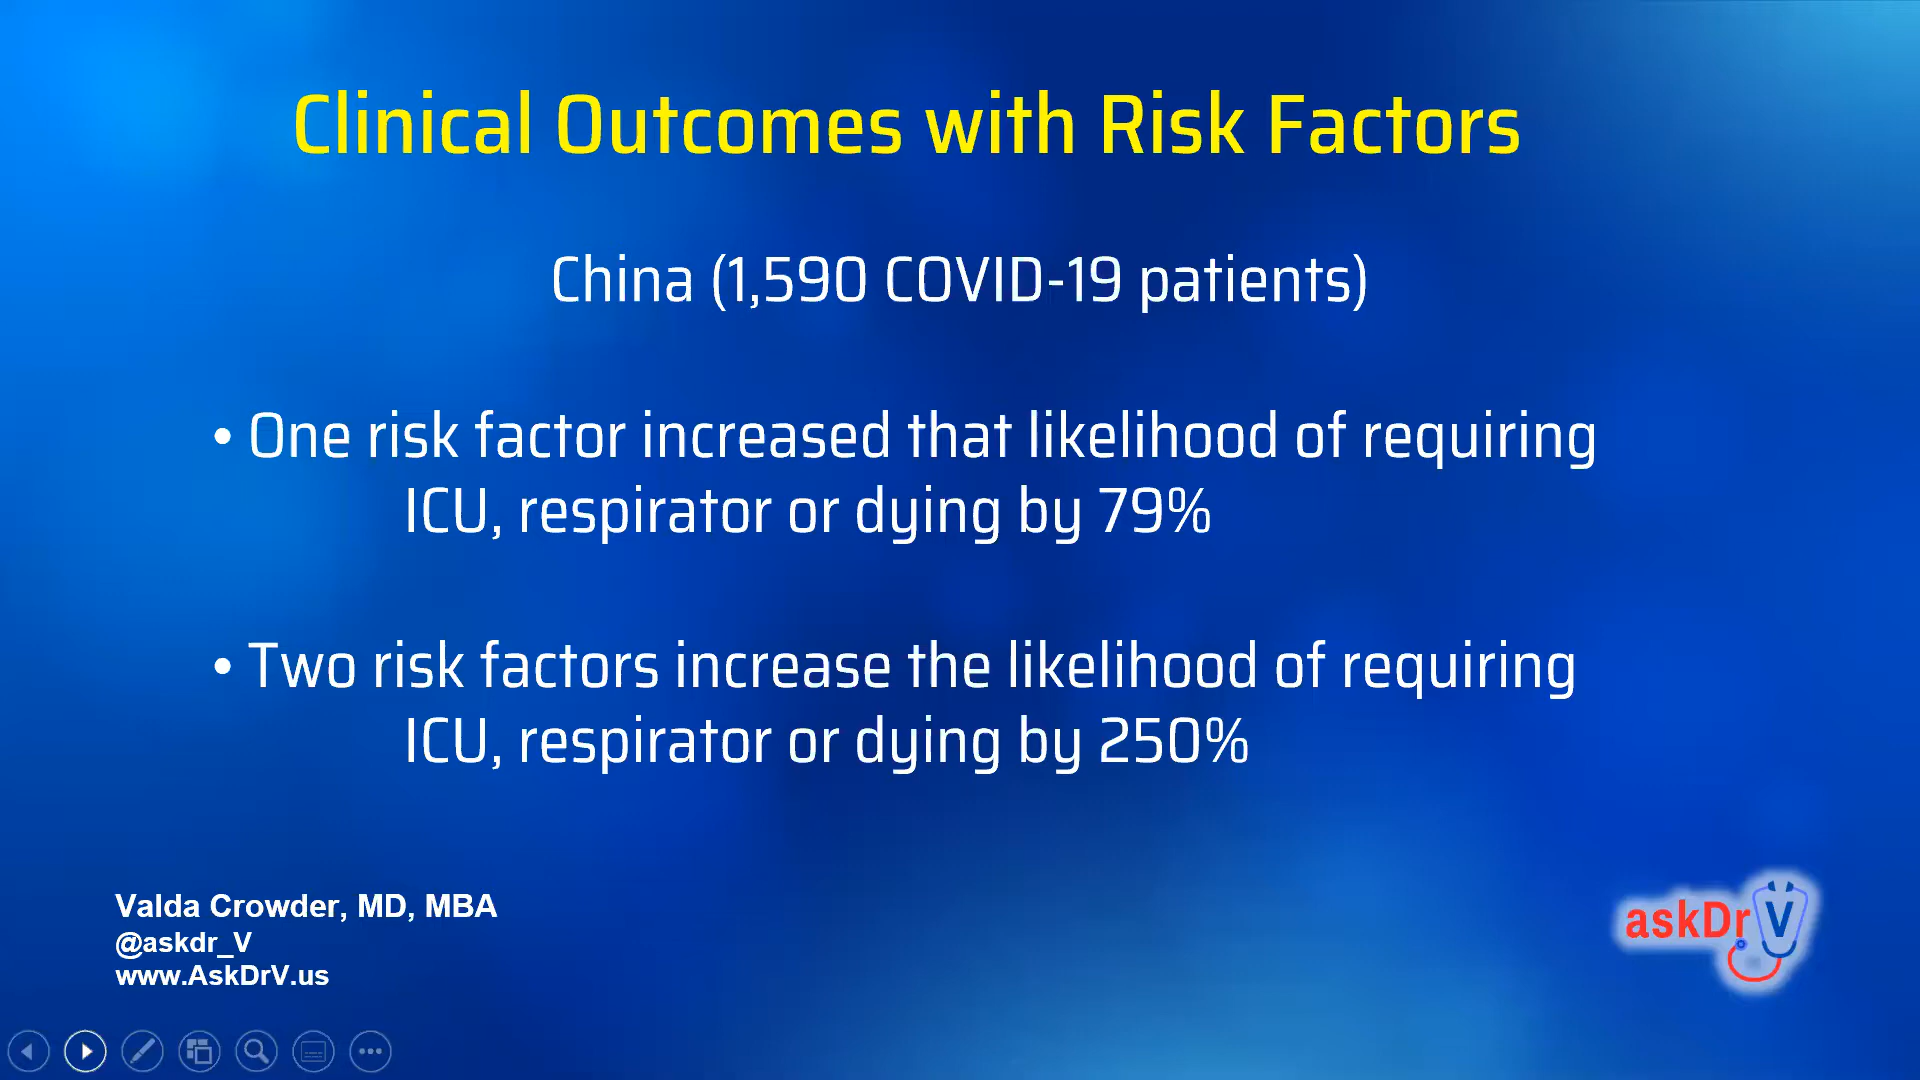 Clinical Outcomes with Risk Factors
China (1,590 COVID-19 patients)
• One risk factor increased that likelihood of requiring
ICU, respirator or dying by 79%
• Two risk factors increase the likelihood of requiring
ICU, respirator or dying by 250%
Valda Crowder, MD, MBA
@askdr_V
www.AskDrV.us
askDrV